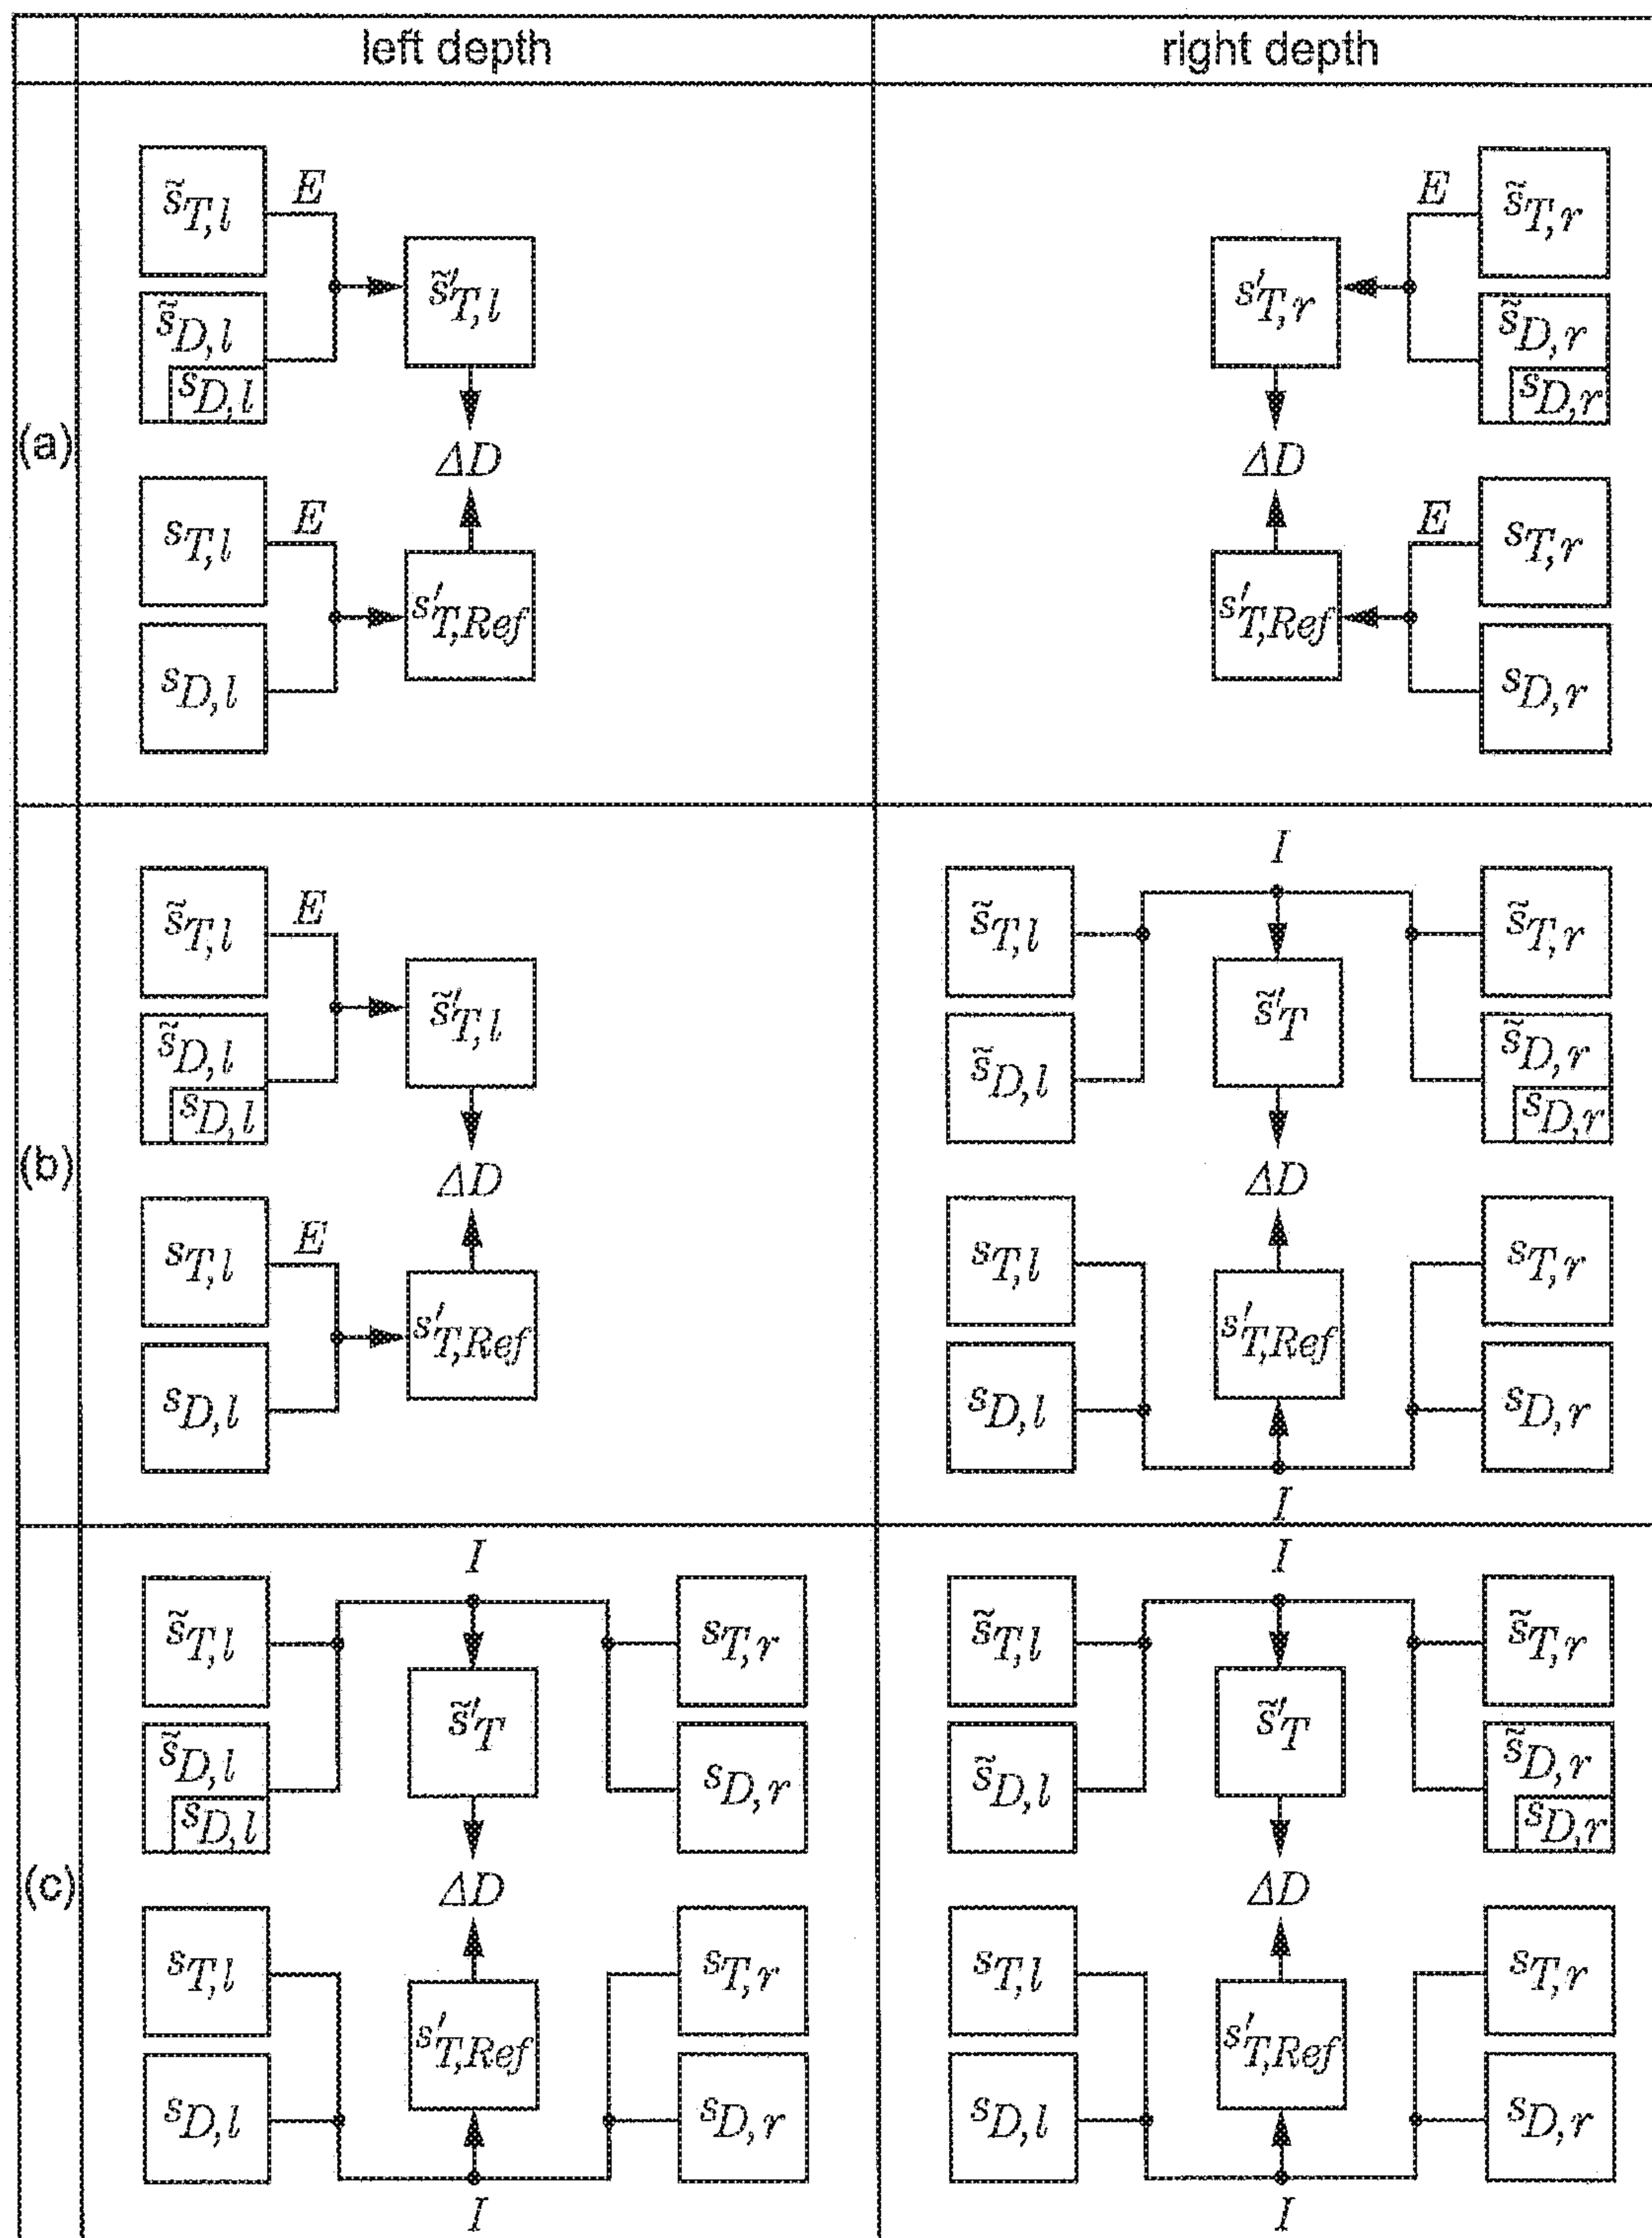 left depth right depth
(a)
s̃T,l E
s̃D,l
sD,l
s̃′T,l
ΔD
sT,l E
sD,l
s′T,Ref
E s̃T,r
s̃D,r
sD,r
s′T,r
ΔD
E sT,r
sD,r
s′T,Ref
(b)
s̃T,l E
s̃D,l
sD,l
s̃′T,l
ΔD
sT,l E
sD,l
s′T,Ref
I
s̃T,l s̃T,r
s̃′T
s̃D,l s̃D,r
sD,r
ΔD
sT,l sT,r
s′T,Ref
sD,l sD,r
I
(c)
I
s̃T,l sT,r
s̃′T
s̃D,l sD,r
sD,l
ΔD
sT,l sT,r
s′T,Ref
sD,l sD,r
I
I
s̃T,l s̃T,r
s̃′T
s̃D,l s̃D,r
sD,r
ΔD
sT,l sT,r
s′T,Ref
sD,l sD,r
I